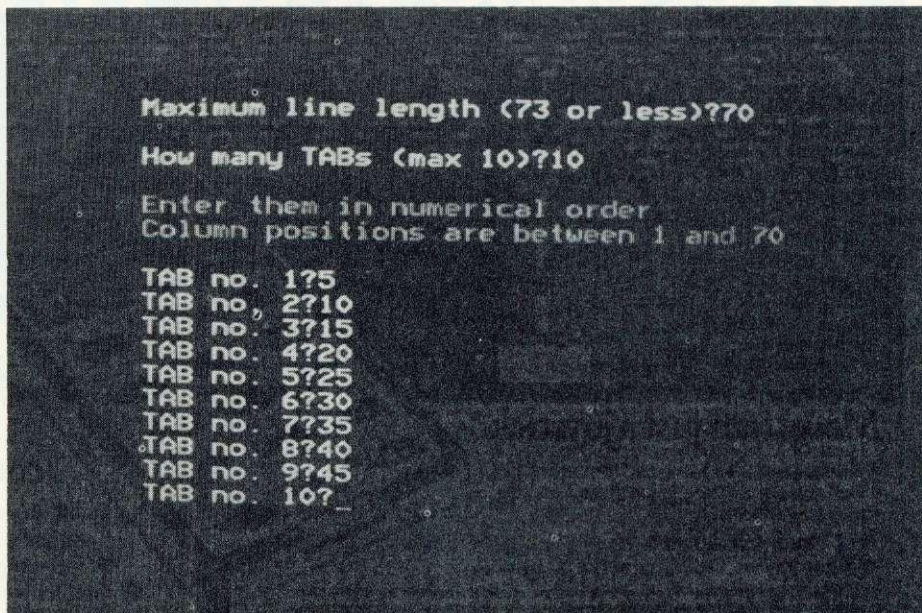 Maximum line length (73 or less)?70
How many TABs (max 10)?10
Enter them in numerical order
Column positions are between 1 and 70
TAB no. 1?5
TAB no. 2?10
TAB no. 3?15
TAB no. 4?20
TAB no. 5?25
TAB no. 6?30
TAB no. 7?35
TAB no. 8?40
TAB no. 9?45
TAB no. 10?_